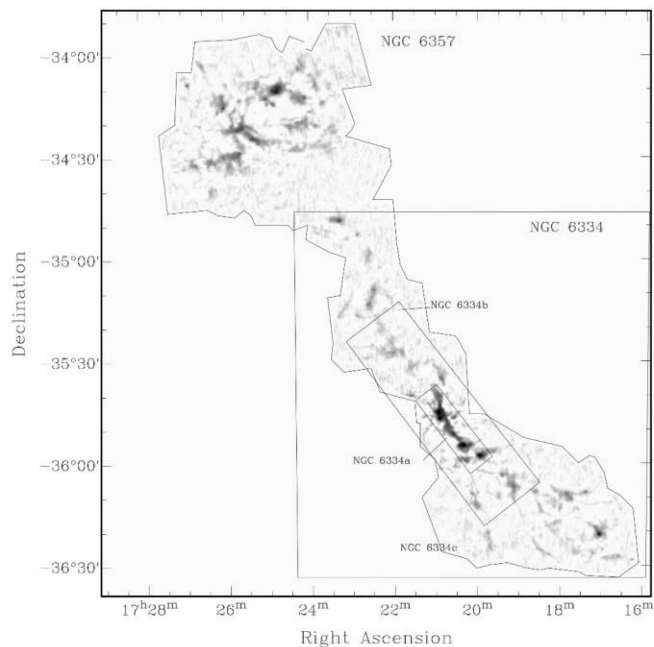 NGC 6357
-34°00'
-34°30'
NGC 6334
-35°00'
NGC 6334b
-35°30'
-36°00'
NGC 6334a
NGC 6334c
-36°30'
17h28m 26m 24m 22m 20m 18m 16m
Right Ascension
Declination